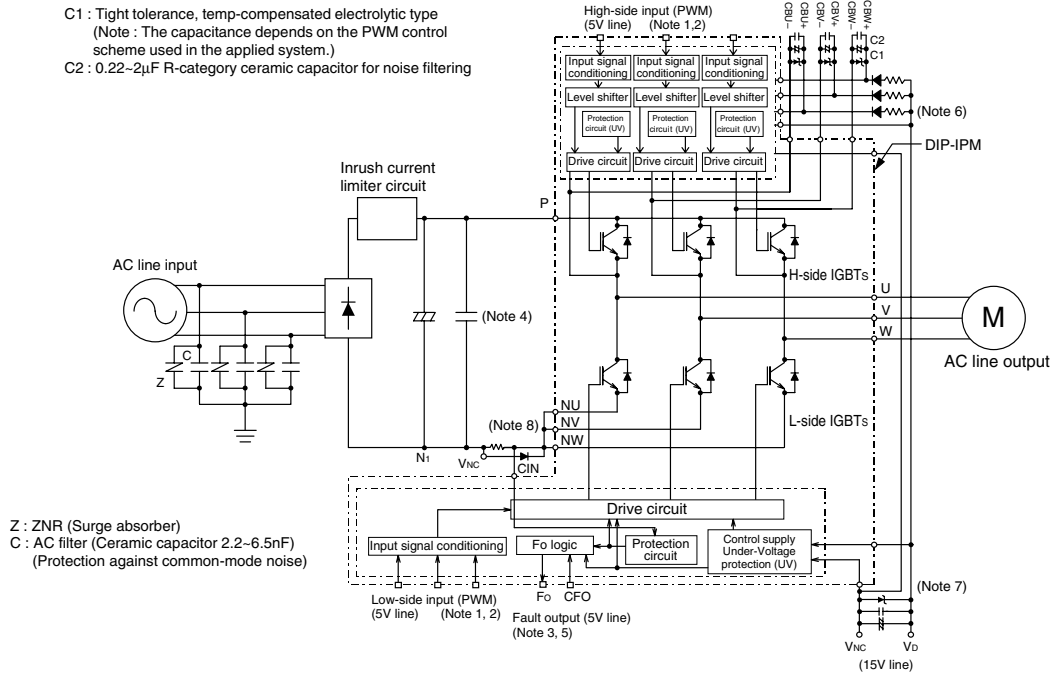 C1 : Tight tolerance, temp-compensated electrolytic type
(Note : The capacitance depends on the PWM control
scheme used in the applied system.)
C2 : 0.22~2μF R-category ceramic capacitor for noise filtering
High-side input (PWM)
(5V line) (Note 1,2)
CBU–
CBU+
CBV–
CBV+
CBW–
CBW+
C2
C1
Input signal conditioning
Input signal conditioning
Input signal conditioning
Level shifter
Level shifter
Level shifter
Protection circuit (UV)
Protection circuit (UV)
Protection circuit (UV)
Drive circuit
Drive circuit
Drive circuit
(Note 6)
DIP-IPM
Inrush current
limiter circuit
P
AC line input
H-side IGBTs
U
V
W
M
AC line output
(Note 4)
C
Z
NU
NV
NW
(Note 8)
L-side IGBTs
N1
VNC
CIN
Z : ZNR (Surge absorber)
C : AC filter (Ceramic capacitor 2.2~6.5nF)
(Protection against common-mode noise)
Drive circuit
Input signal conditioning
Fo logic
Protection
circuit
Control supply
Under-Voltage
protection (UV)
(Note 7)
Low-side input (PWM)
(5V line) (Note 1, 2)
FO
CFO
Fault output (5V line)
(Note 3, 5)
VNC
VD
(15V line)